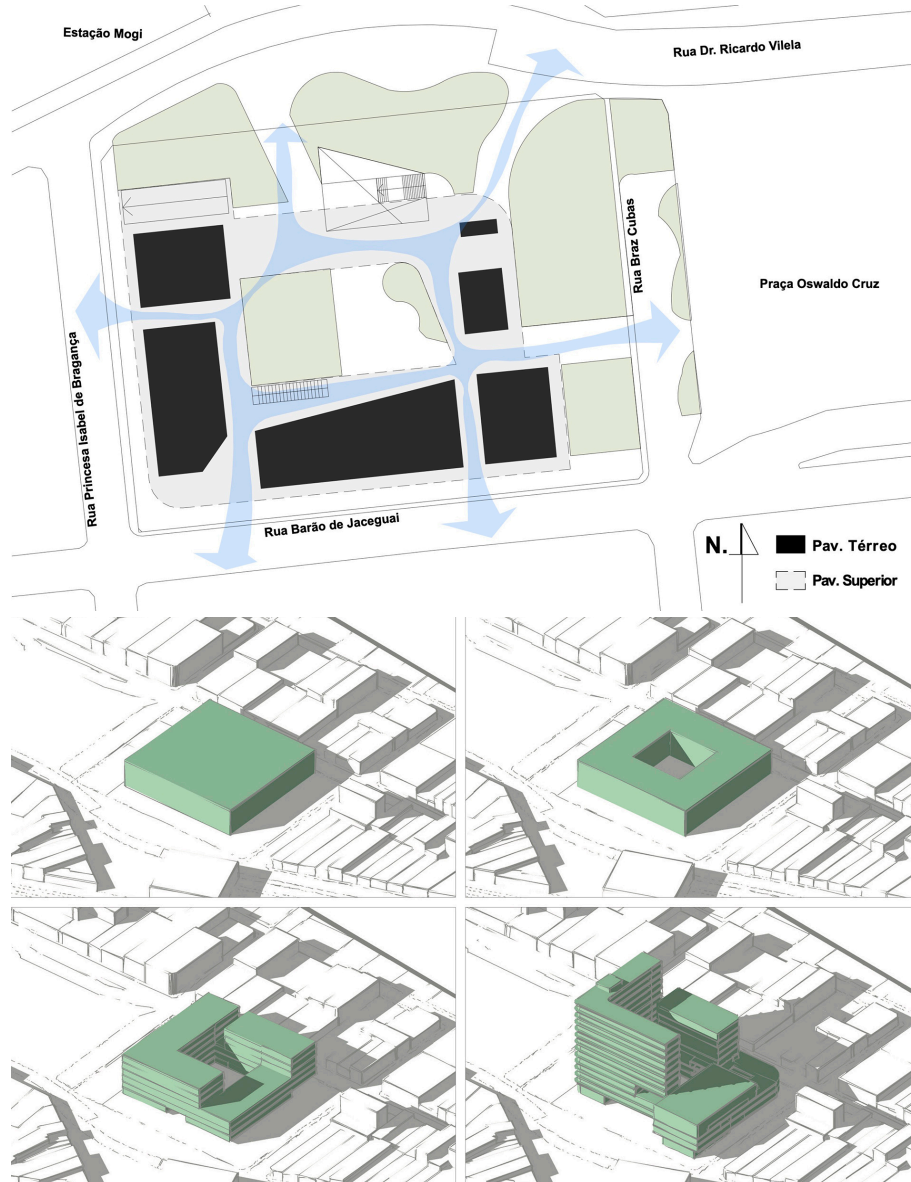 Estação Mogi
Rua Dr. Ricardo Vilela
Rua Braz Cubas
Praça Oswaldo Cruz
Rua Princesa Isabel de Bragança
Rua Barão de Jaceguai
N.
Pav. Térreo
Pav. Superior